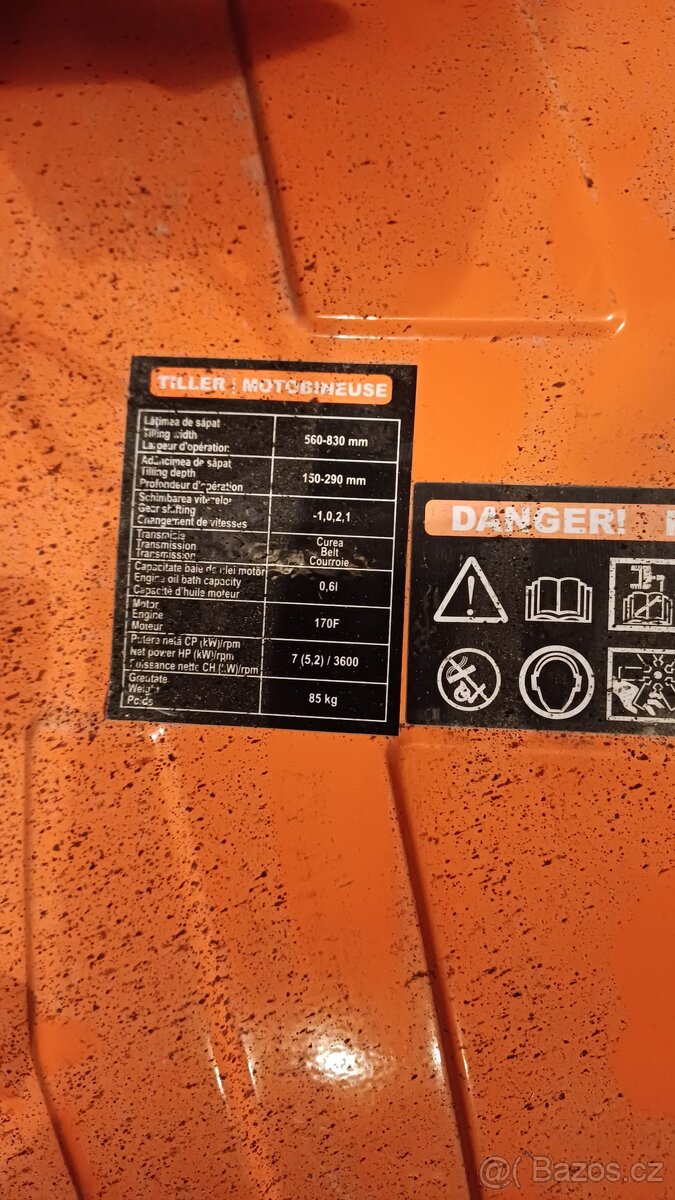 TILLER | MOTOBINEUSE
Lățimea de săpat
Tilling width
Largeur d'opération
560-830 mm
Adâncimea de săpat
Tilling depth
Profondeur d'opération
150-290 mm
Schimbarea vitezelor
Gear shifting
Changement de vitesses
-1,0,2,1
Transmisie
Transmission
Transmission
Curea
Belt
Courroie
Capacitate baie de ulei motor
Engine oil bath capacity
Capacité d'huile moteur
0,6l
Motor
Engine
Moteur
170F
Putere netă CP (kW)/rpm
Net power HP (kW)/rpm
Puissance nette CH (kW)/rpm
7 (5,2) / 3600
Greutate
Weight
Poids
85 kg
DANGER!
Bazos.cz